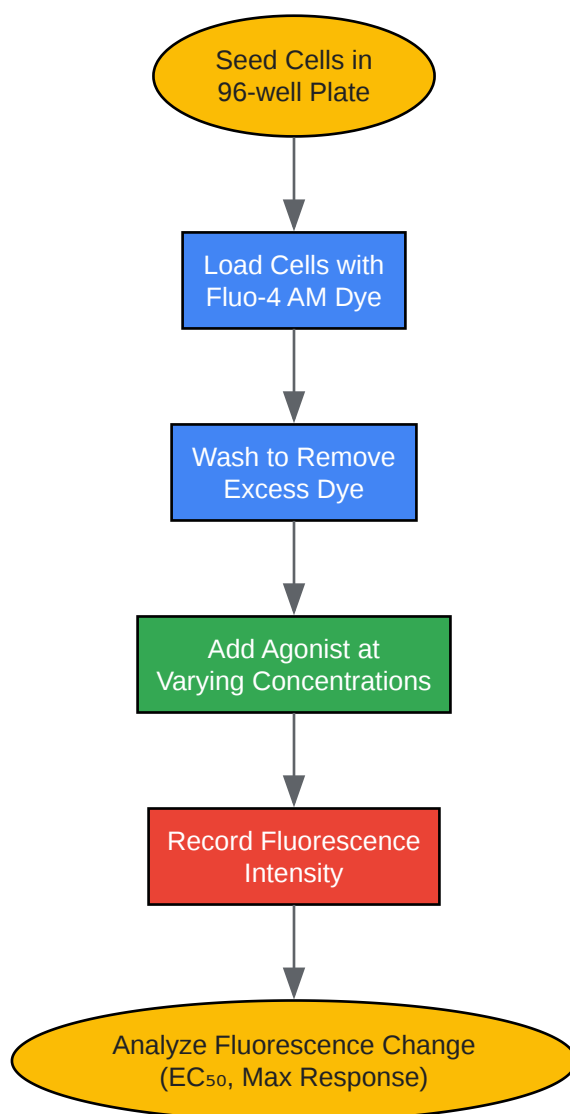 Seed Cells in
96-well Plate
Load Cells with
Fluo-4 AM Dye
Wash to Remove
Excess Dye
Add Agonist at
Varying Concentrations
Record Fluorescence
Intensity
Analyze Fluorescence Change
(EC₅₀, Max Response)